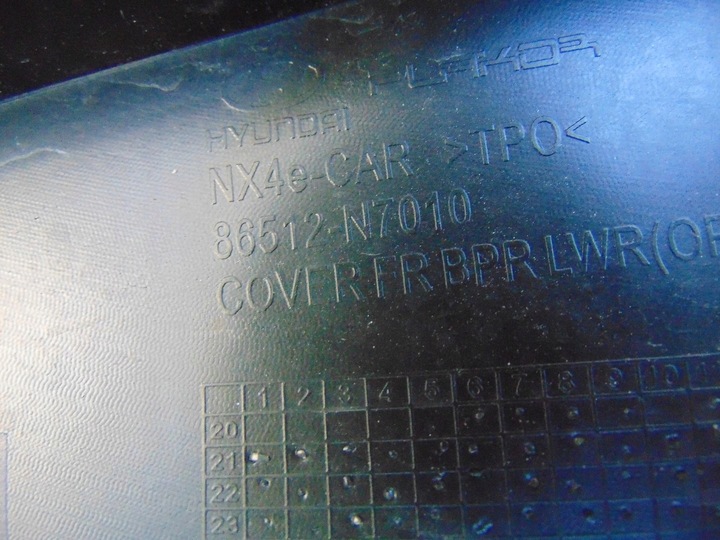 PLAKOR
HYUNDAI
NX4e-CAR >TPO<
86512-N7010
COVER FR BPR LWR(
1 2 3 4 5 6 7 8 9 10
20
21
22
23